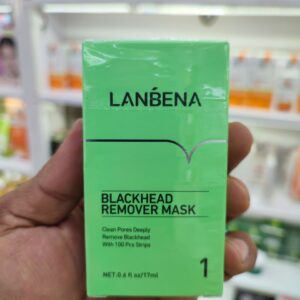 LANBENA
BLACKHEAD
REMOVER MASK
Clean Pores Deeply
Remove Blackhead
With 100 Pcs Strips
NET:0.6 fl oz/17ml
1